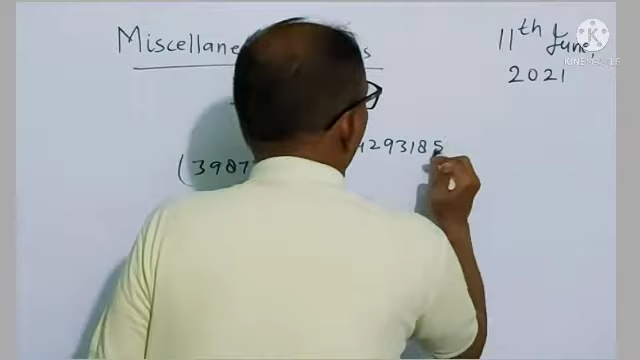 Miscellane s
11th June,
2021
KINEMASTER
(3987 4293185